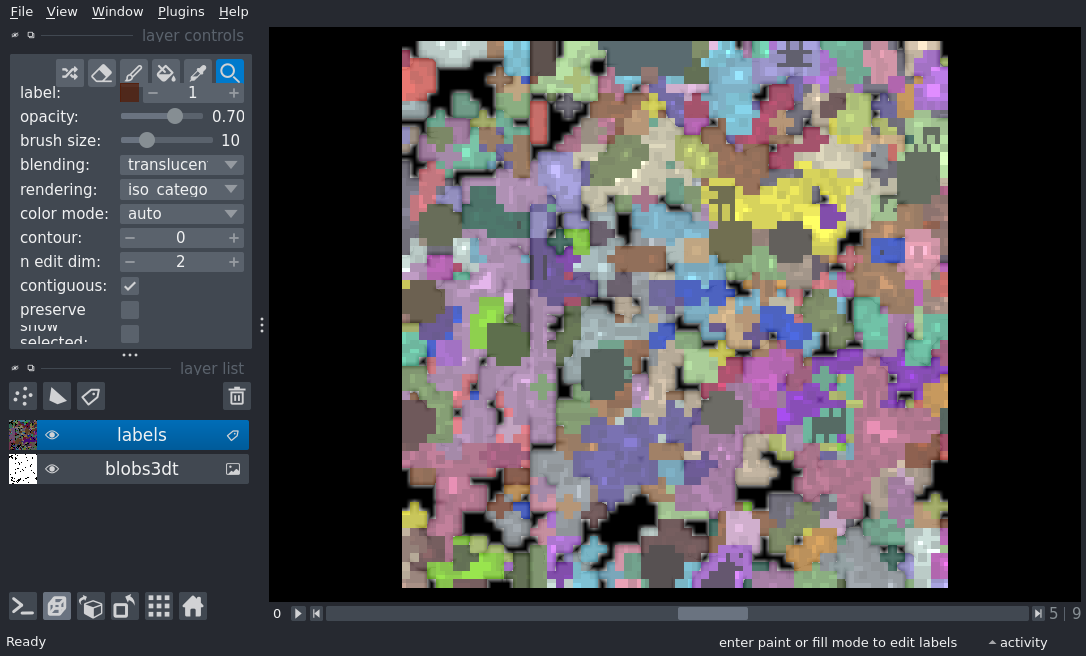 File View Window Plugins Help
layer controls
label: 1
opacity: 0.70
brush size: 10
blending: translucen
rendering: iso_catego
color mode: auto
contour: 0
n edit dim: 2
contiguous:
preserve
show
selected:
layer list
labels
blobs3dt
0 5 | 9
Ready enter paint or fill mode to edit labels activity